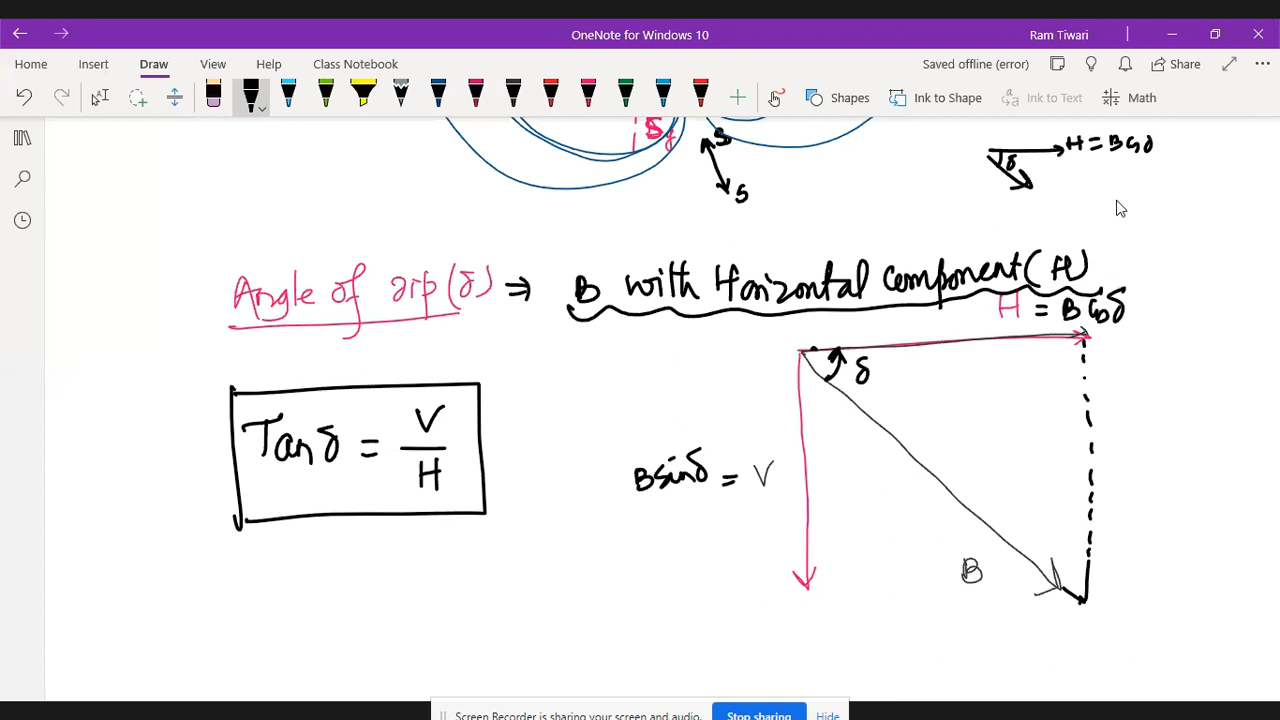 OneNote for Windows 10
Ram Tiwari
Home Insert Draw View Help Class Notebook
Saved offline (error) Share
Shapes Ink to Shape Ink to Text Math
δ
S
S
H = B cos δ
δ
Angle of dip (δ) ⇒ B with Horizontal component (H)
H = B cos δ
δ
Tan δ = V / H
B sin δ = V
B
Screen Recorder is sharing your screen and audio. Stop sharing Hide